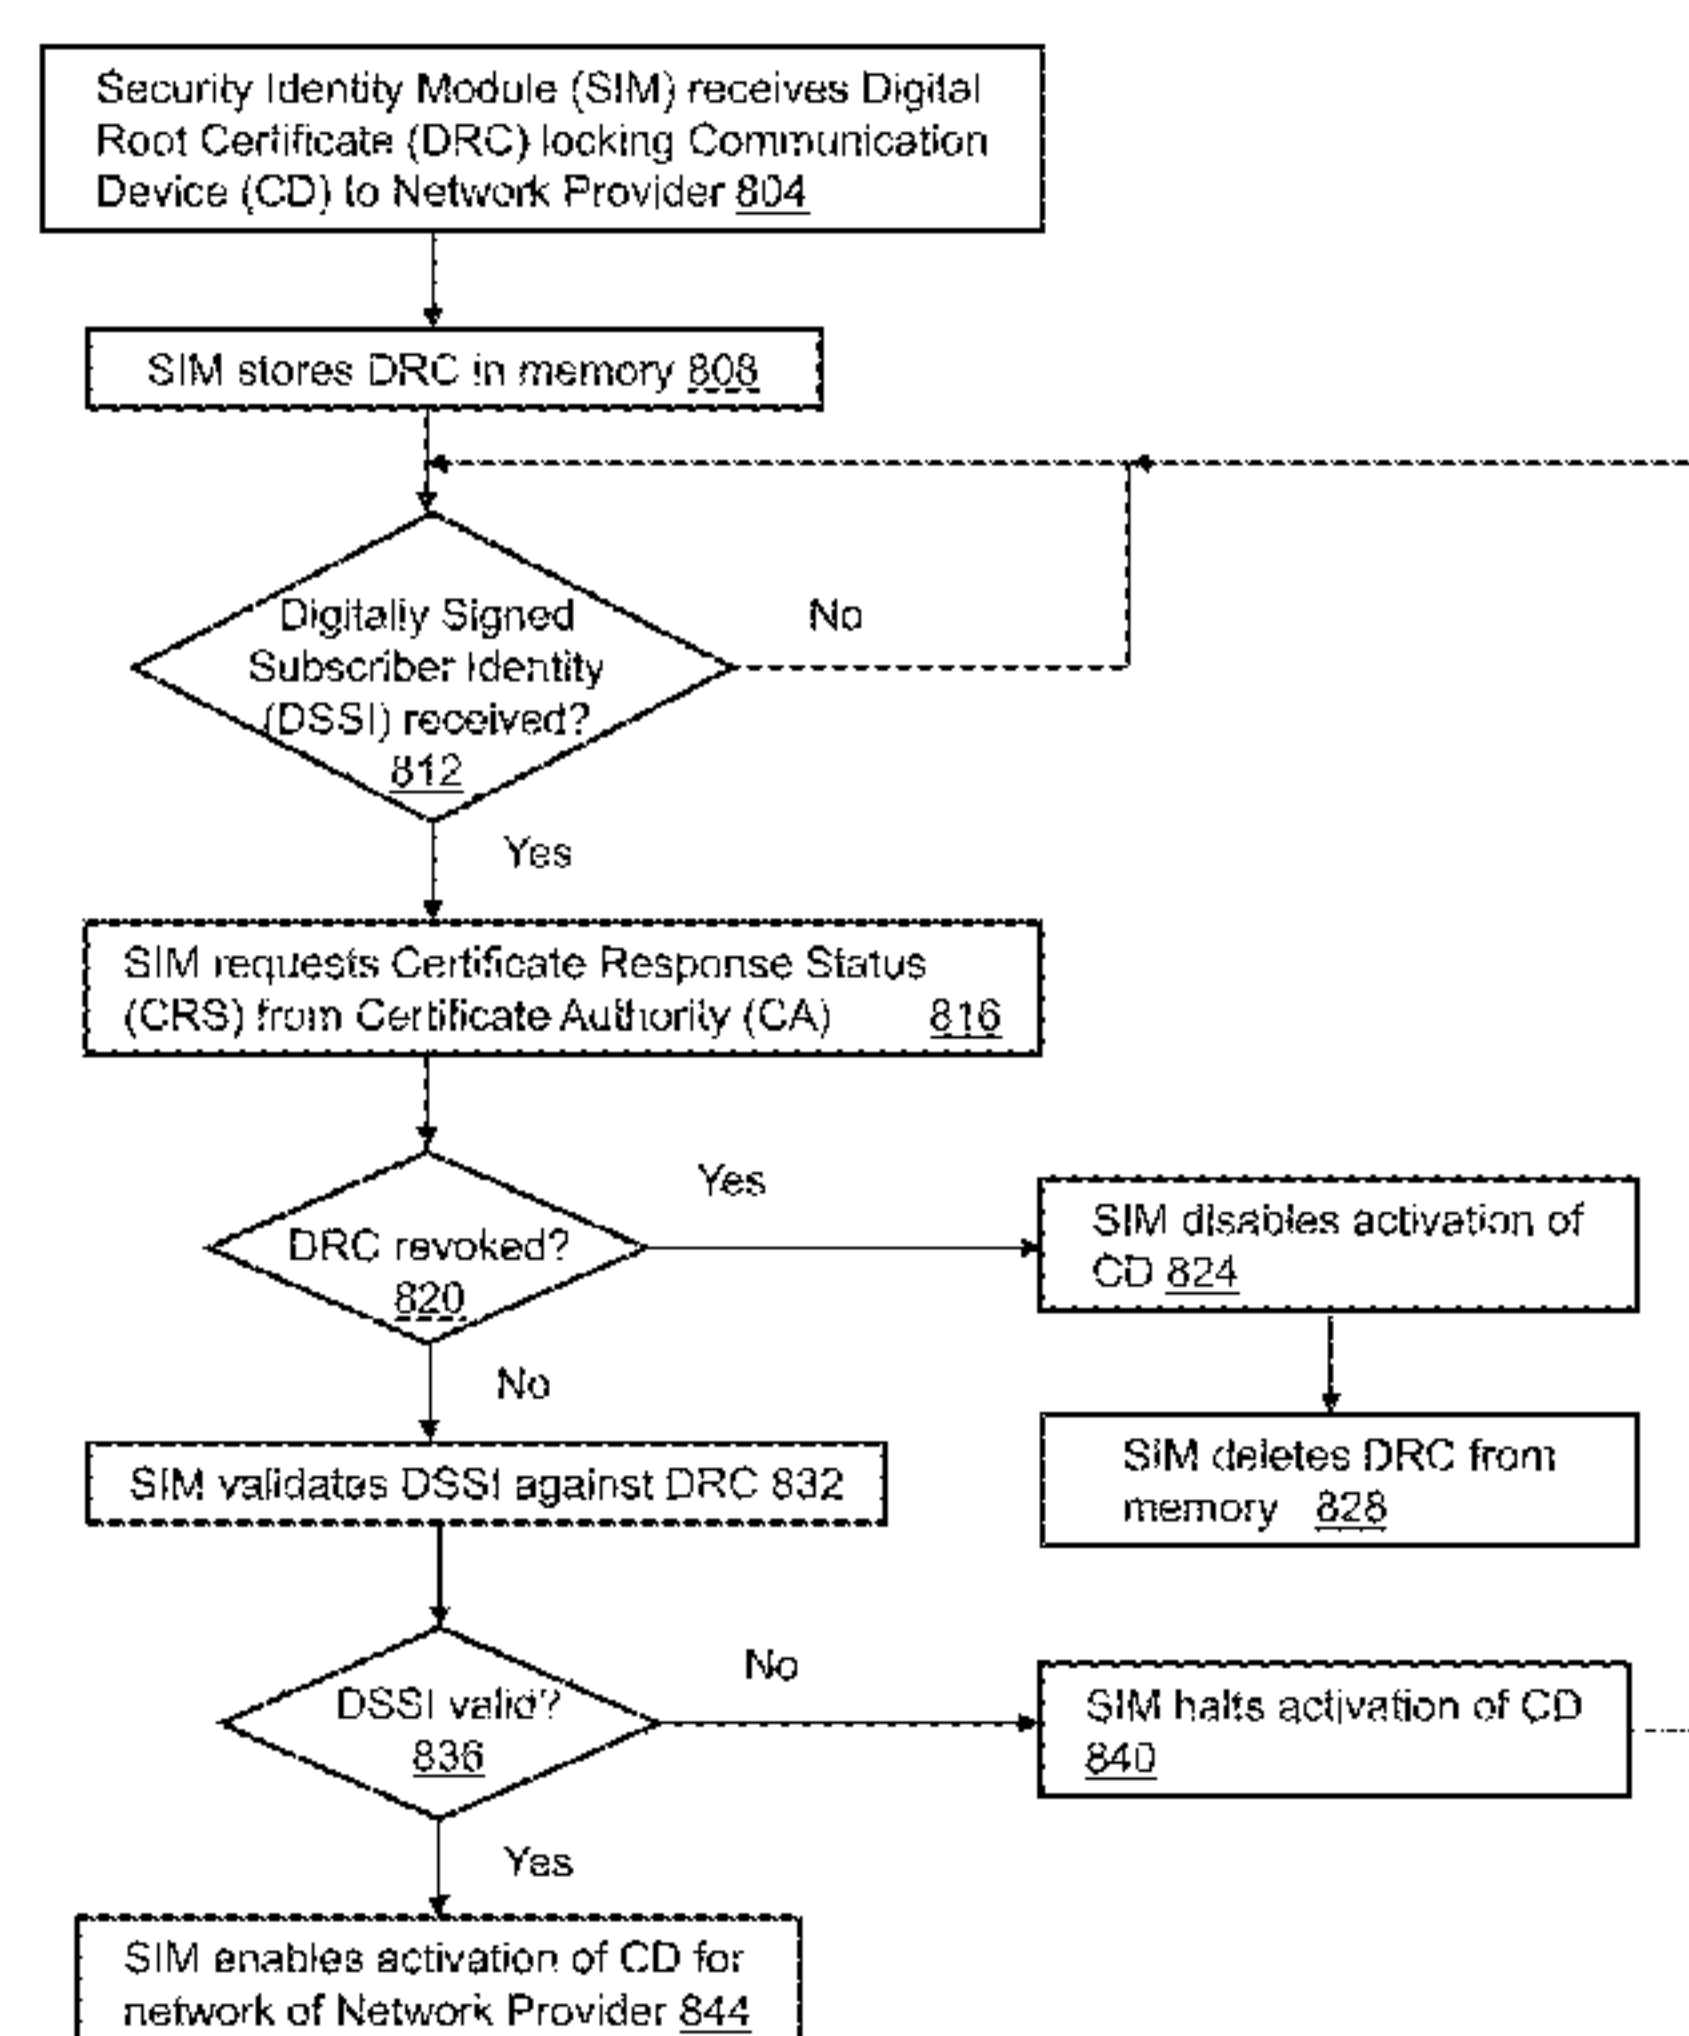 Security Identity Module (SIM) receives Digital
Root Certificate (DRC) locking Communication
Device (CD) to Network Provider 804
SIM stores DRC in memory 808
Digitally Signed
Subscriber Identity
(DSSI) received?
812
No
Yes
SIM requests Certificate Response Status
(CRS) from Certificate Authority (CA) 816
DRC revoked?
820
Yes
SIM disables activation of
CD 824
No
SIM deletes DRC from
memory 828
SIM validates DSSI against DRC 832
DSSI valid?
836
No
SIM halts activation of CD
840
Yes
SIM enables activation of CD for
network of Network Provider 844